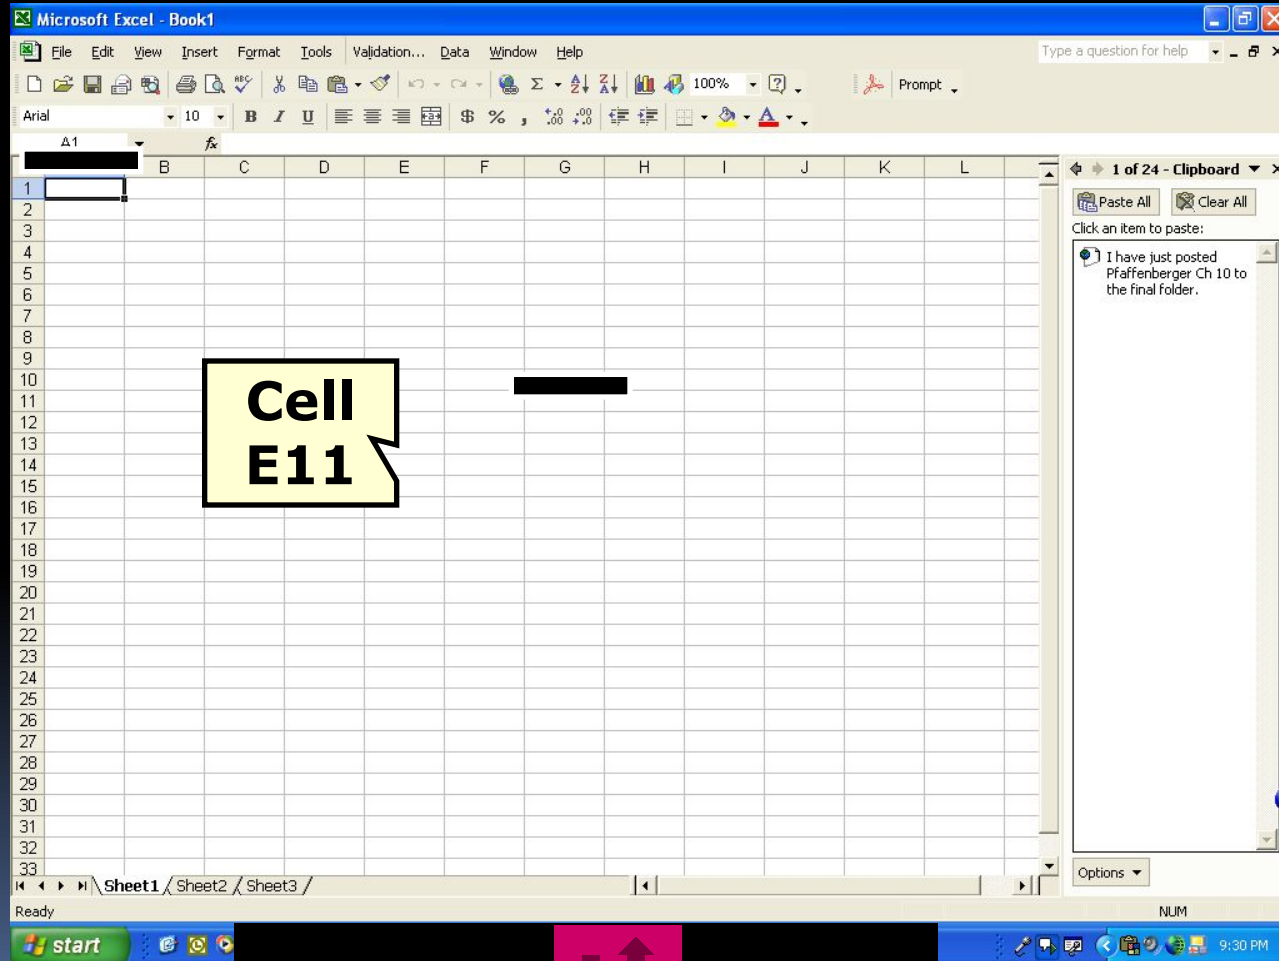 Microsoft Excel - Book1
File Edit View Insert Format Tools Validation... Data Window Help
Type a question for help
100%
Prompt
Arial 10 B I U $ % ,
A1 fx
B C D E F G H I J K L
1 of 24 - Clipboard
Paste All Clear All
Click an item to paste:
I have just posted
Pfaffenberger Ch 10 to
the final folder.
1
2
3
4
5
6
7
8
9
10
11
12
13
14
15
16
17
18
19
20
21
22
23
24
25
26
27
28
29
30
31
32
33
Cell
E11
Options
Sheet1 Sheet2 Sheet3
Ready
NUM
start
9:30 PM